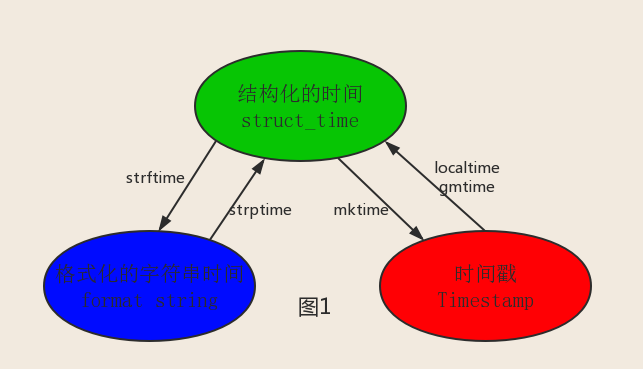 结构化的时间
struct_time
strftime
strptime
mktime
localtime
gmtime
格式化的字符串时间
format string
时间戳
Timestamp
图1